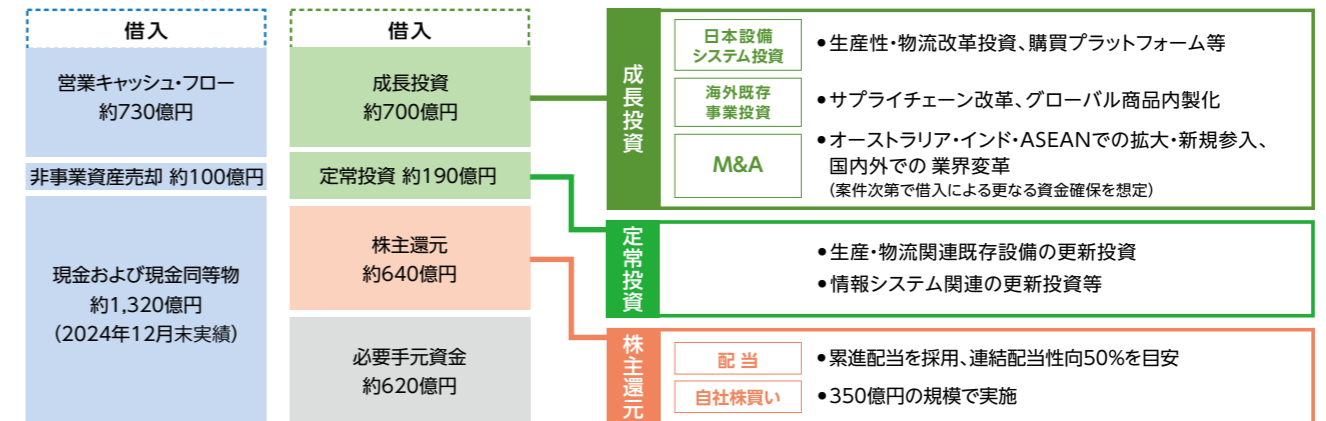 借入
営業キャッシュ・フロー
約730億円
非事業資産売却 約100億円
現金および現金同等物
約1,320億円
（2024年12月末実績）
借入
成長投資
約700億円
定常投資 約190億円
株主還元
約640億円
必要手元資金
約620億円
成長投資
日本設備
システム投資
●生産性・物流改革投資、購買プラットフォーム等
海外既存
事業投資
●サプライチェーン改革、グローバル商品内製化
M&A
●オーストラリア・インド・ASEANでの拡大・新規参入、
国内外での 業界変革
（案件次第で借入による更なる資金確保を想定）
定常投資
●生産・物流関連既存設備の更新投資
●情報システム関連の更新投資等
株主還元
配 当
●累進配当を採用、連結配当性向50%を目安
自社株買い
●350億円の規模で実施